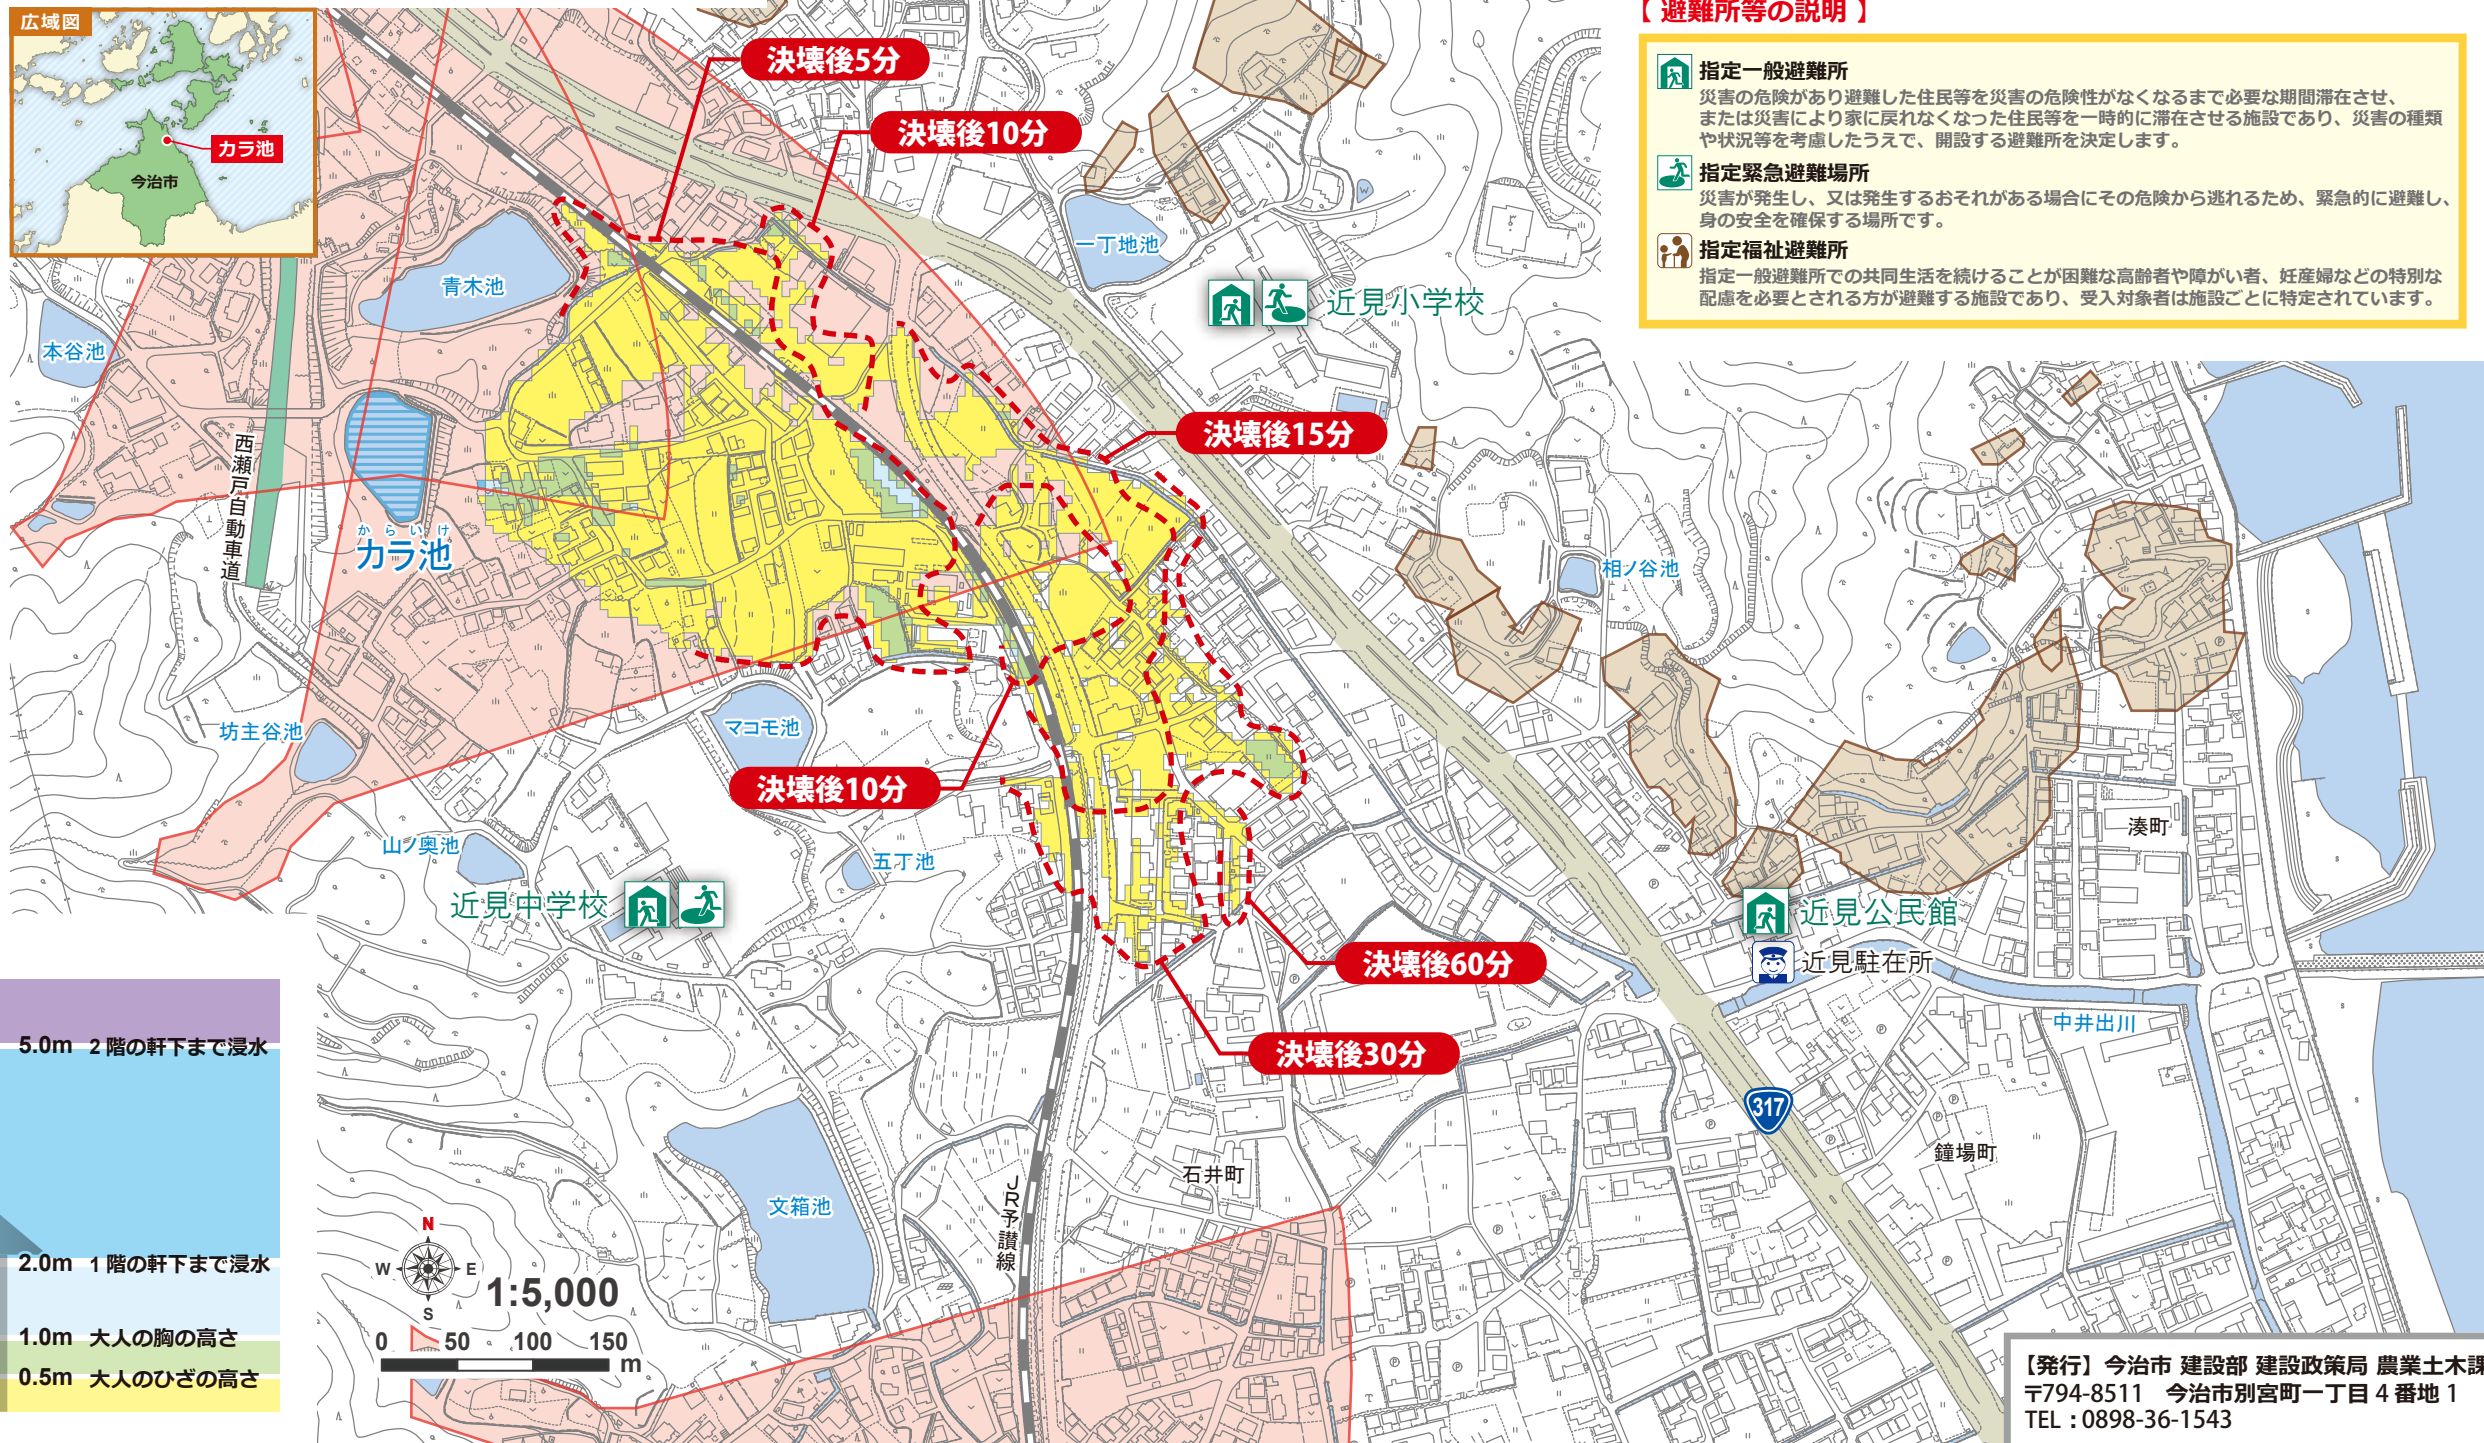 広域図
今治市
カラ池
【 避難所等の説明 】
指定一般避難所
災害の危険があり避難した住民等を災害の危険性がなくなるまで必要な期間滞在させ、
または災害により家に戻れなくなった住民等を一時的に滞在させる施設であり、災害の種類
や状況等を考慮したうえで、開設する避難所を決定します。
指定緊急避難場所
災害が発生し、又は発生するおそれがある場合にその危険から逃れるため、緊急的に避難し、
身の安全を確保する場所です。
指定福祉避難所
指定一般避難所での共同生活を続けることが困難な高齢者や障がい者、妊産婦などの特別な
配慮を必要とされる方が避難する施設であり、受入対象者は施設ごとに特定されています。
決壊後5分
決壊後10分
一丁地池
青木池
近見小学校
本谷池
決壊後15分
西瀬戸自動車道
からいけ
カラ池
相ノ谷池
坊主谷池
マコモ池
決壊後10分
山ノ奥池
五丁池
湊町
近見中学校
近見公民館
近見駐在所
決壊後60分
決壊後30分
中井出川
317
鐘場町
石井町
JR予讃線
文箱池
5.0m 2階の軒下まで浸水
2.0m 1階の軒下まで浸水
1.0m 大人の胸の高さ
0.5m 大人のひざの高さ
N
W E
S
1:5,000
0 50 100 150
m
【発行】今治市 建設部 建設政策局 農業土木課
〒794-8511 今治市別宮町一丁目4番地1
TEL：0898-36-1543